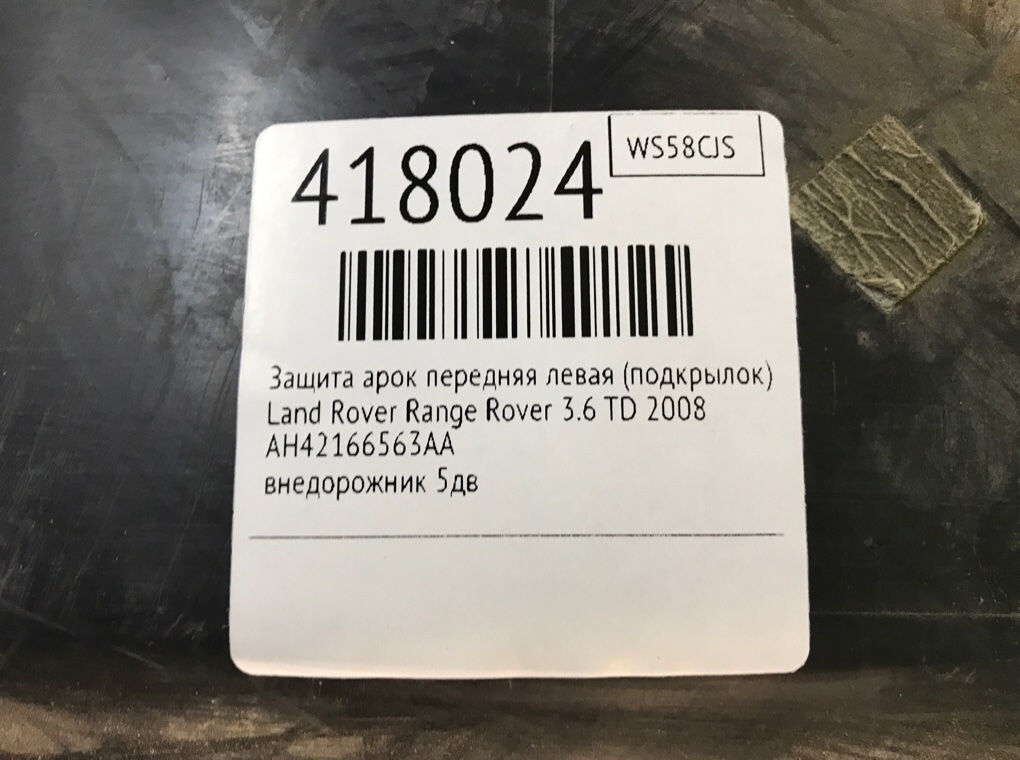 418024
WS58CJS
Защита арок передняя левая (подкрылок)
Land Rover Range Rover 3.6 TD 2008
AH42166563AA
внедорожник 5дв